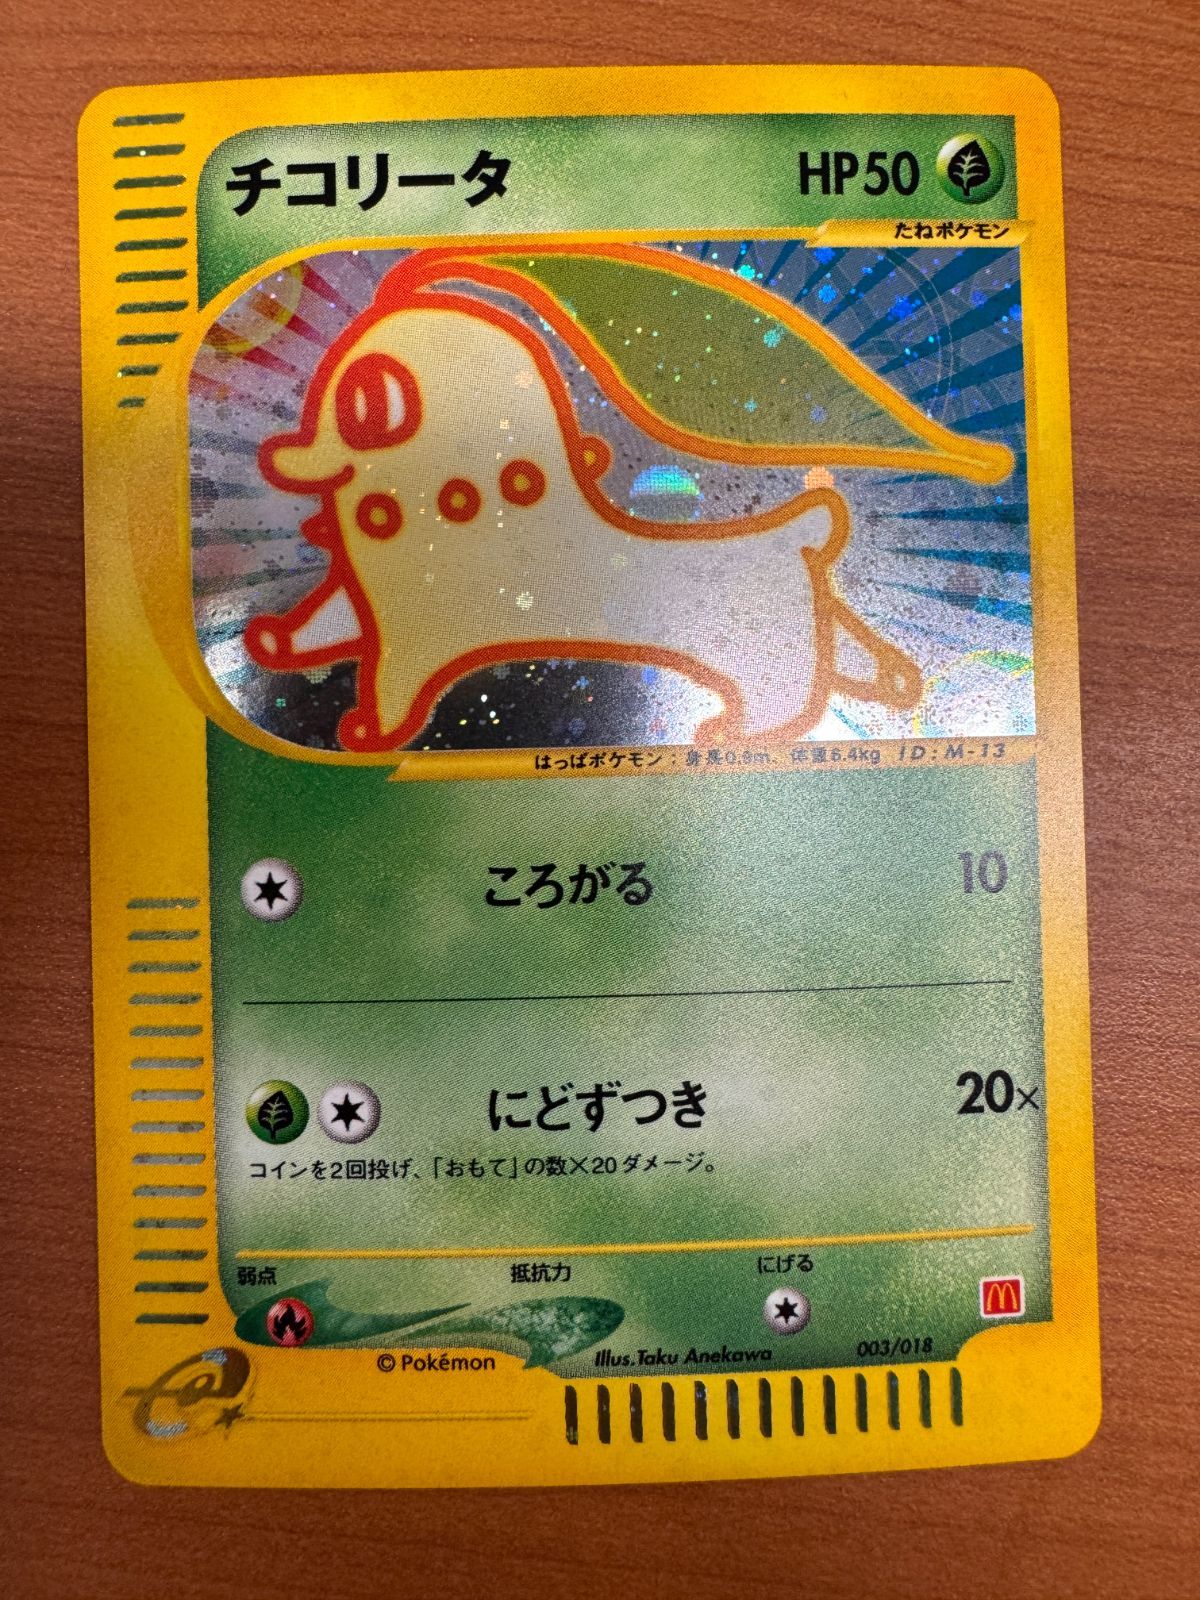 チコリータ
HP50
たねポケモン
はっぱポケモン：身長0.9m、体重6.4kg ID:M-13
ころがる 10
にどずつき 20×
コインを2回投げ、「おもて」の数×20ダメージ。
弱点 抵抗力 にげる
© Pokémon
Illus.Taku Anekawa
003/018